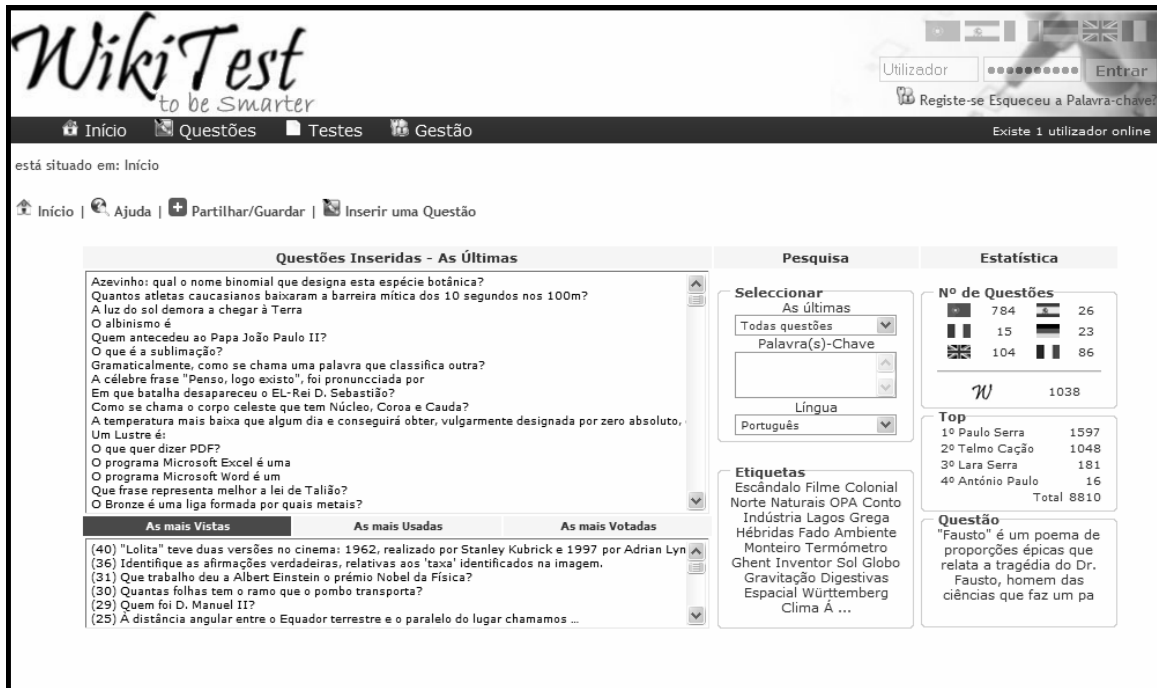 WikiTest
to be Smarter
Utilizador
Entrar
Registe-se Esqueceu a Palavra-chave?
Início Questões Testes Gestão
Existe 1 utilizador online
está situado em: Início
Início | Ajuda | Partilhar/Guardar | Inserir uma Questão
Questões Inseridas - As Últimas
Azevinho: qual o nome binomial que designa esta espécie botânica?
Quantos atletas caucasianos baixaram a barreira mítica dos 10 segundos nos 100m?
A luz do sol demora a chegar à Terra
O albinismo é
Quem antecedeu ao Papa João Paulo II?
O que é a sublimação?
Gramaticalmente, como se chama uma palavra que classifica outra?
A célebre frase "Penso, logo existo", foi pronuncciada por
Em que batalha desapareceu o EL-Rei D. Sebastião?
Como se chama o corpo celeste que tem Núcleo, Coroa e Cauda?
A temperatura mais baixa que algum dia e conseguirá obter, vulgarmente designada por zero absoluto,
Um Lustre é:
O que quer dizer PDF?
O programa Microsoft Excel é uma
O programa Microsoft Word é um
Que frase representa melhor a lei de Talião?
O Bronze é uma liga formada por quais metais?
As mais Vistas As mais Usadas As mais Votadas
(40) "Lolita" teve duas versões no cinema: 1962, realizado por Stanley Kubrick e 1997 por Adrian Lyn
(36) Identifique as afirmações verdadeiras, relativas aos 'taxa' identificados na imagem.
(31) Que trabalho deu a Albert Einstein o prémio Nobel da Física?
(30) Quantas folhas tem o ramo que o pombo transporta?
(29) Quem foi D. Manuel II?
(25) À distância angular entre o Equador terrestre e o paralelo do lugar chamamos ...
Pesquisa
Seleccionar
As últimas
Todas questões
Palavra(s)-Chave
Língua
Português
Etiquetas
Escândalo Filme Colonial
Norte Naturais OPA Conto
Indústria Lagos Grega
Hébridas Fado Ambiente
Monteiro Termómetro
Ghent Inventor Sol Globo
Gravitação Digestivas
Espacial Württemberg
Clima Á ...
Estatística
Nº de Questões
784 26
15 23
104 86
W 1038
Top
1º Paulo Serra 1597
2º Telmo Cação 1048
3º Lara Serra 181
4º António Paulo 16
Total 8810
Questão
"Fausto" é um poema de
proporções épicas que
relata a tragédia do Dr.
Fausto, homem das
ciências que faz um pa